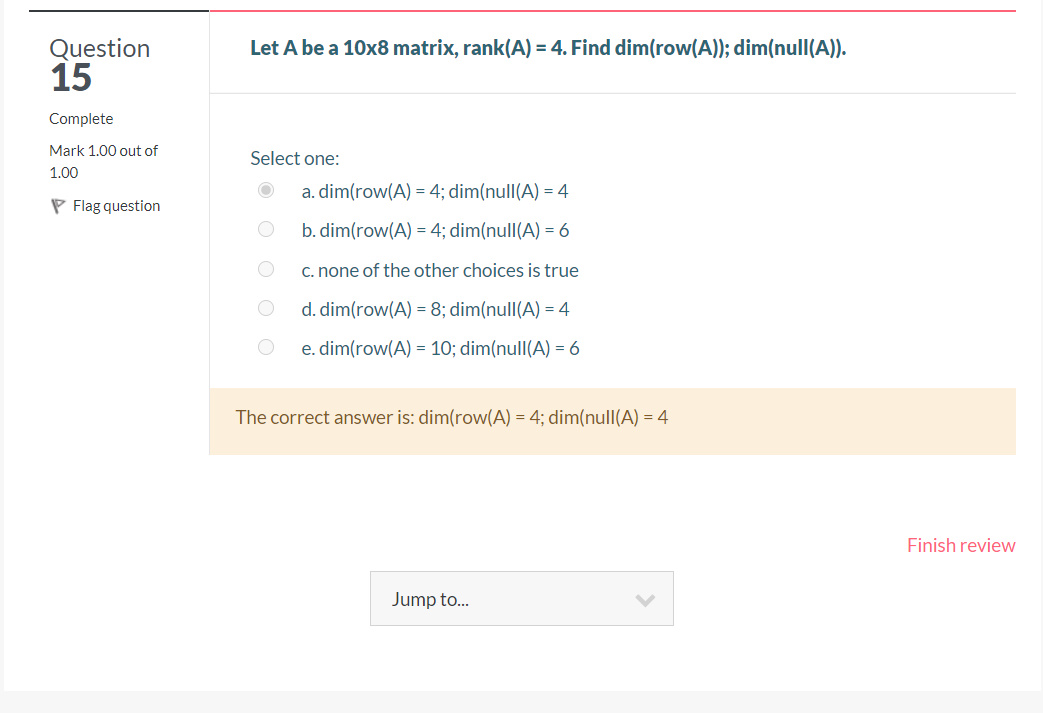 Question
15
Complete
Mark 1.00 out of
1.00
Flag question
Let A be a 10x8 matrix, rank(A) = 4. Find dim(row(A)); dim(null(A)).
Select one:
a. dim(row(A) = 4; dim(null(A) = 4
b. dim(row(A) = 4; dim(null(A) = 6
c. none of the other choices is true
d. dim(row(A) = 8; dim(null(A) = 4
e. dim(row(A) = 10; dim(null(A) = 6
The correct answer is: dim(row(A) = 4; dim(null(A) = 4
Finish review
Jump to...